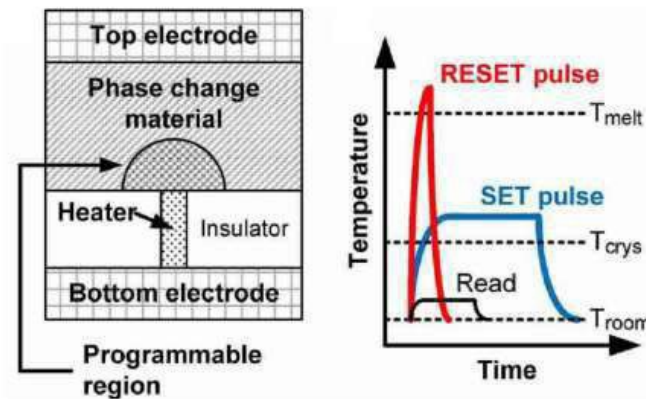 Top electrode
Phase change
material
Heater
Insulator
Bottom electrode
Programmable
region
RESET pulse
Tmelt
SET pulse
Tcrys
Read
Troom
Temperature
Time